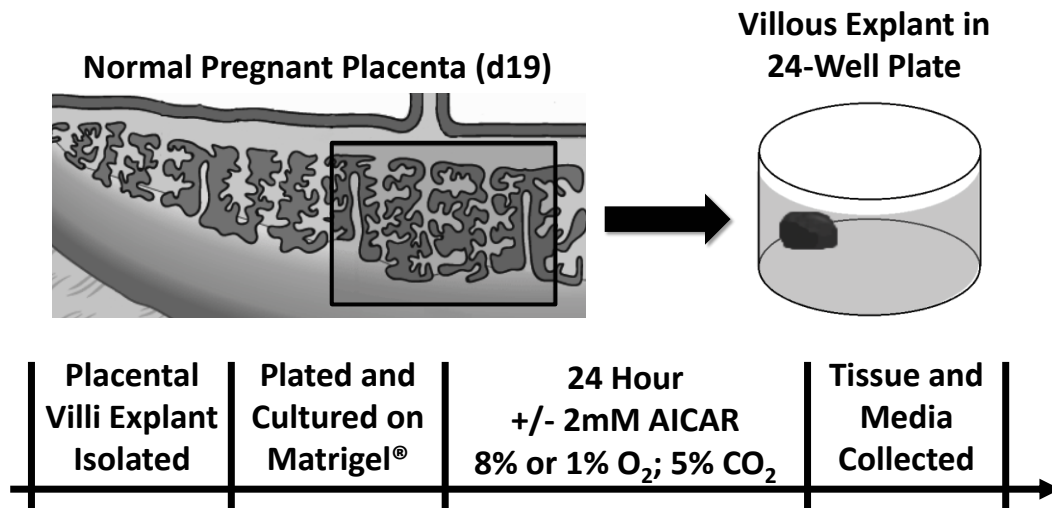 Normal Pregnant Placenta (d19)
Villous Explant in
24-Well Plate
Placental
Villi Explant
Isolated
Plated and
Cultured on
Matrigel®
24 Hour
+/- 2mM AICAR
8% or 1% O₂; 5% CO₂
Tissue and
Media
Collected